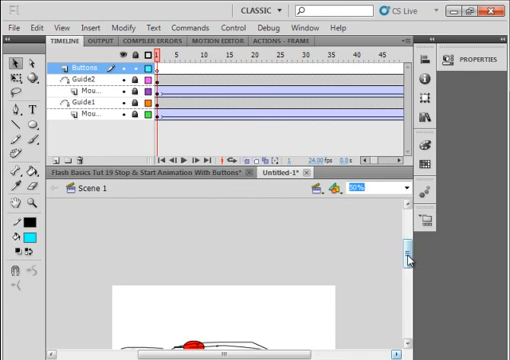 Fl
CLASSIC
CS Live
File Edit View Insert Modify Text Commands Control Debug Window Help
TIMELINE OUTPUT COMPILER ERRORS MOTION EDITOR ACTIONS - FRAME
PROPERTIES
1 5 10 15 20 25 30 35 40 45
Buttons
Guide2
Mou...
Guide1
Mou...
1 24.00 fps 0.0 s
Flash Basics Tut 19 Stop & Start Animation With Buttons* Untitled-1*
Scene 1
50%